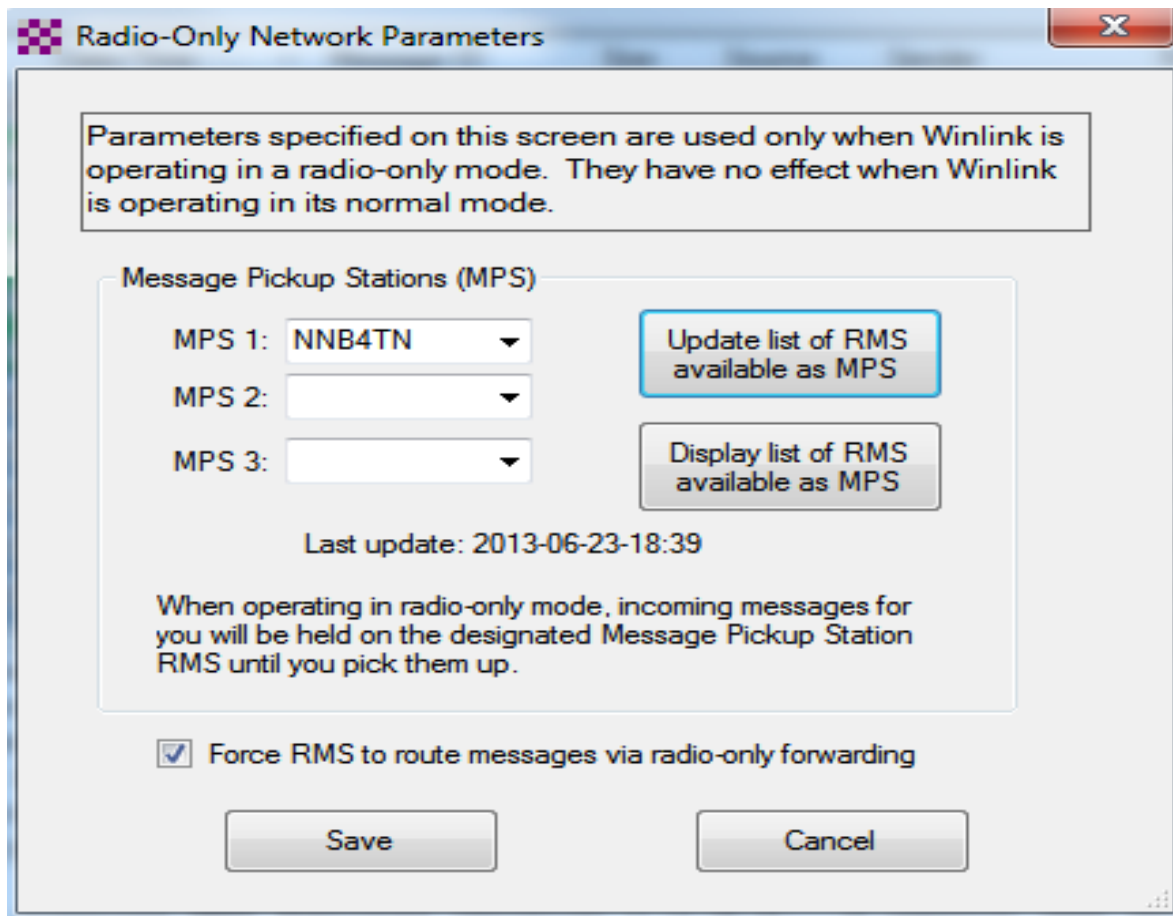 Radio-Only Network Parameters
Parameters specified on this screen are used only when Winlink is
operating in a radio-only mode.  They have no effect when Winlink
is operating in its normal mode.
Message Pickup Stations (MPS)
MPS 1: NNB4TN
Update list of RMS
available as MPS
MPS 2:
MPS 3:
Display list of RMS
available as MPS
Last update: 2013-06-23-18:39
When operating in radio-only mode, incoming messages for
you will be held on the designated Message Pickup Station
RMS until you pick them up.
Force RMS to route messages via radio-only forwarding
Save
Cancel